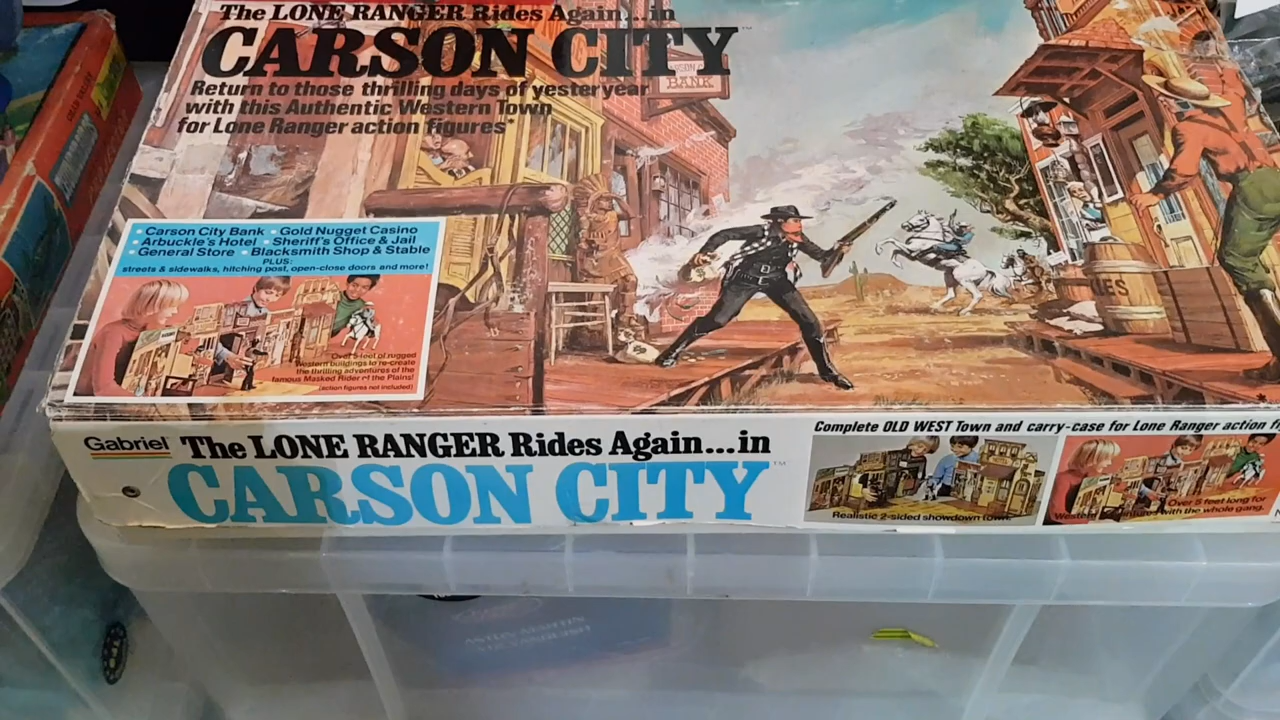 The LONE RANGER Rides Again...in
CARSON CITY™
Return to those thrilling days of yesteryear
with this Authentic Western Town
for Lone Ranger action figures*
BANK
• Carson City Bank • Gold Nugget Casino
• Arbuckle's Hotel • Sheriff's Office & Jail
• General Store • Blacksmith Shop & Stable
PLUS:
streets & sidewalks, hitching post, open-close doors and more!
Over 5 feet of rugged
Western buildings to re-create
the thrilling adventures of the
famous Masked Rider of the Plains!
(action figures not included)
Gabriel
The LONE RANGER Rides Again...in
CARSON CITY™
Complete OLD WEST Town and carry-case for Lone Ranger action
Realistic 2-sided showdown town
Over 5 feet long for
with the whole gang.